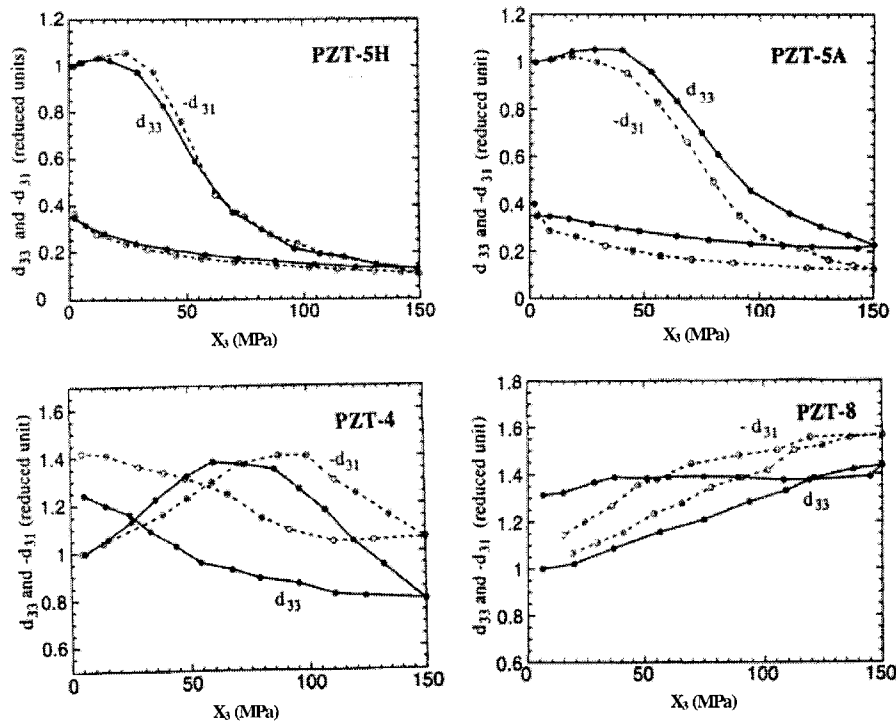 PZT-5H
-d31
d33
d33 and -d31 (reduced units)
1.2
1
0.8
0.6
0.4
0.2
0
0 50 100 150
X3 (MPa)
PZT-5A
d33
-d31
d33 and -d31 (reduced unit)
1.2
1
0.8
0.6
0.4
0.2
0
0 50 100 150
X3 (MPa)
PZT-4
-d31
d33
d33 and -d31 (reduced unit)
1.6
1.4
1.2
1
0.8
0.6
0 50 100 150
X3 (MPa)
PZT-8
-d31
d33
d33 and -d31 (reduced unit)
1.8
1.6
1.4
1.2
1
0.8
0.6
0 50 100 150
X3 (MPa)